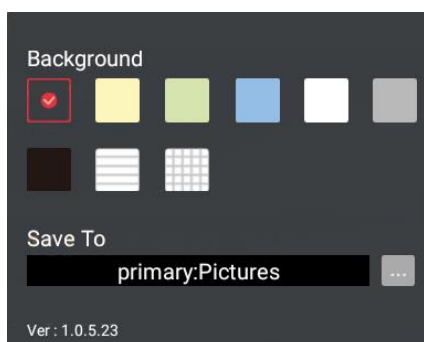 Background
Save To
primary:Pictures
...
Ver : 1.0.5.23